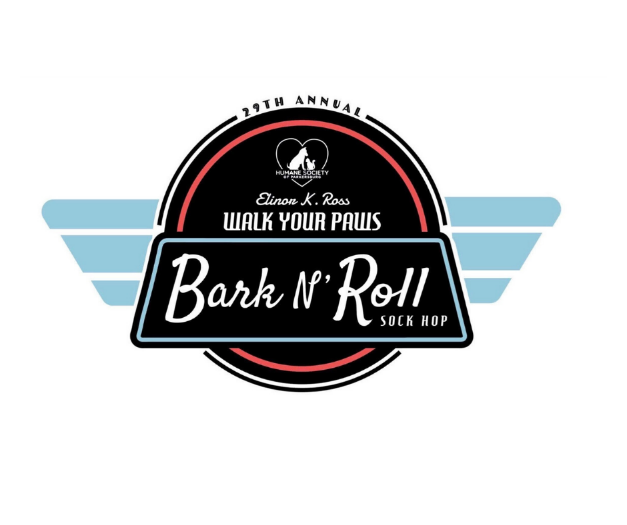 29TH ANNUAL
HUMANE SOCIETY
OF PARKERSBURG
Elinor K. Ross
WALK YOUR PAWS
Bark N' Roll
SOCK HOP